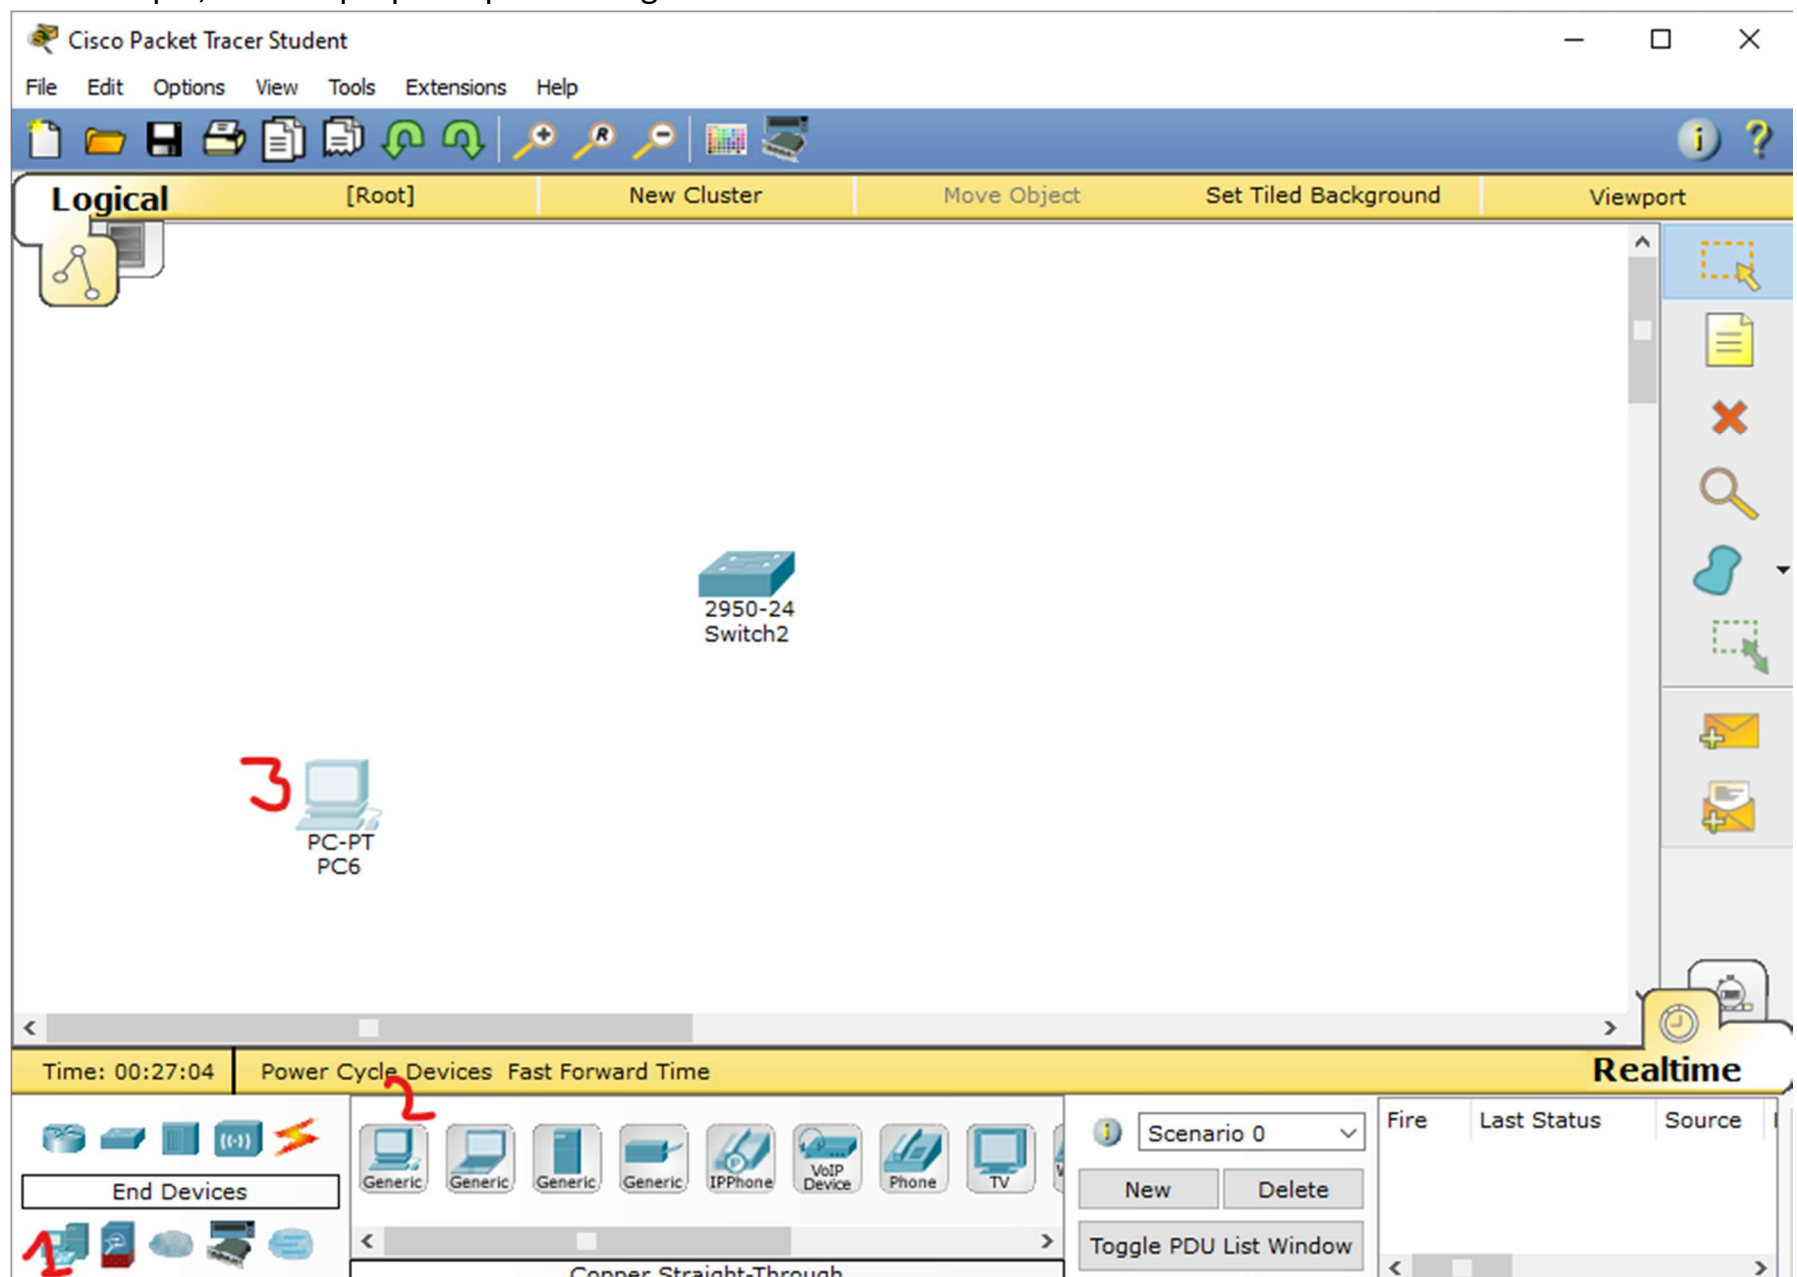 Cisco Packet Tracer Student
File Edit Options View Tools Extensions Help
Logical [Root] New Cluster Move Object Set Tiled Background Viewport
2950-24
Switch2
3
PC-PT
PC6
Time: 00:27:04 Power Cycle Devices Fast Forward Time Realtime
2
Fire Last Status Source
Scenario 0
Generic Generic Generic Generic IPPhone VoIP Device Phone TV
End Devices
New Delete
1
Toggle PDU List Window
Copper Straight-Through